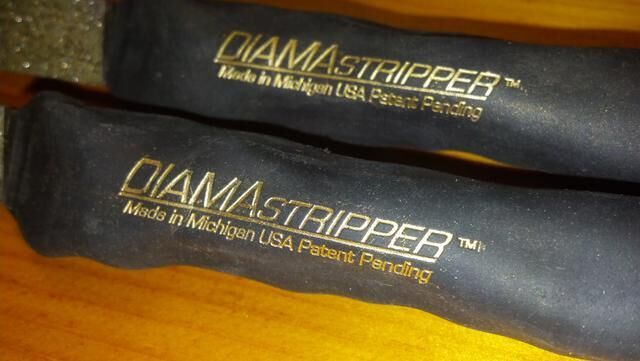 DIAMASTRIPPER™
Made in Michigan USA Patent Pending
DIAMASTRIPPER™
Made in Michigan USA Patent Pending